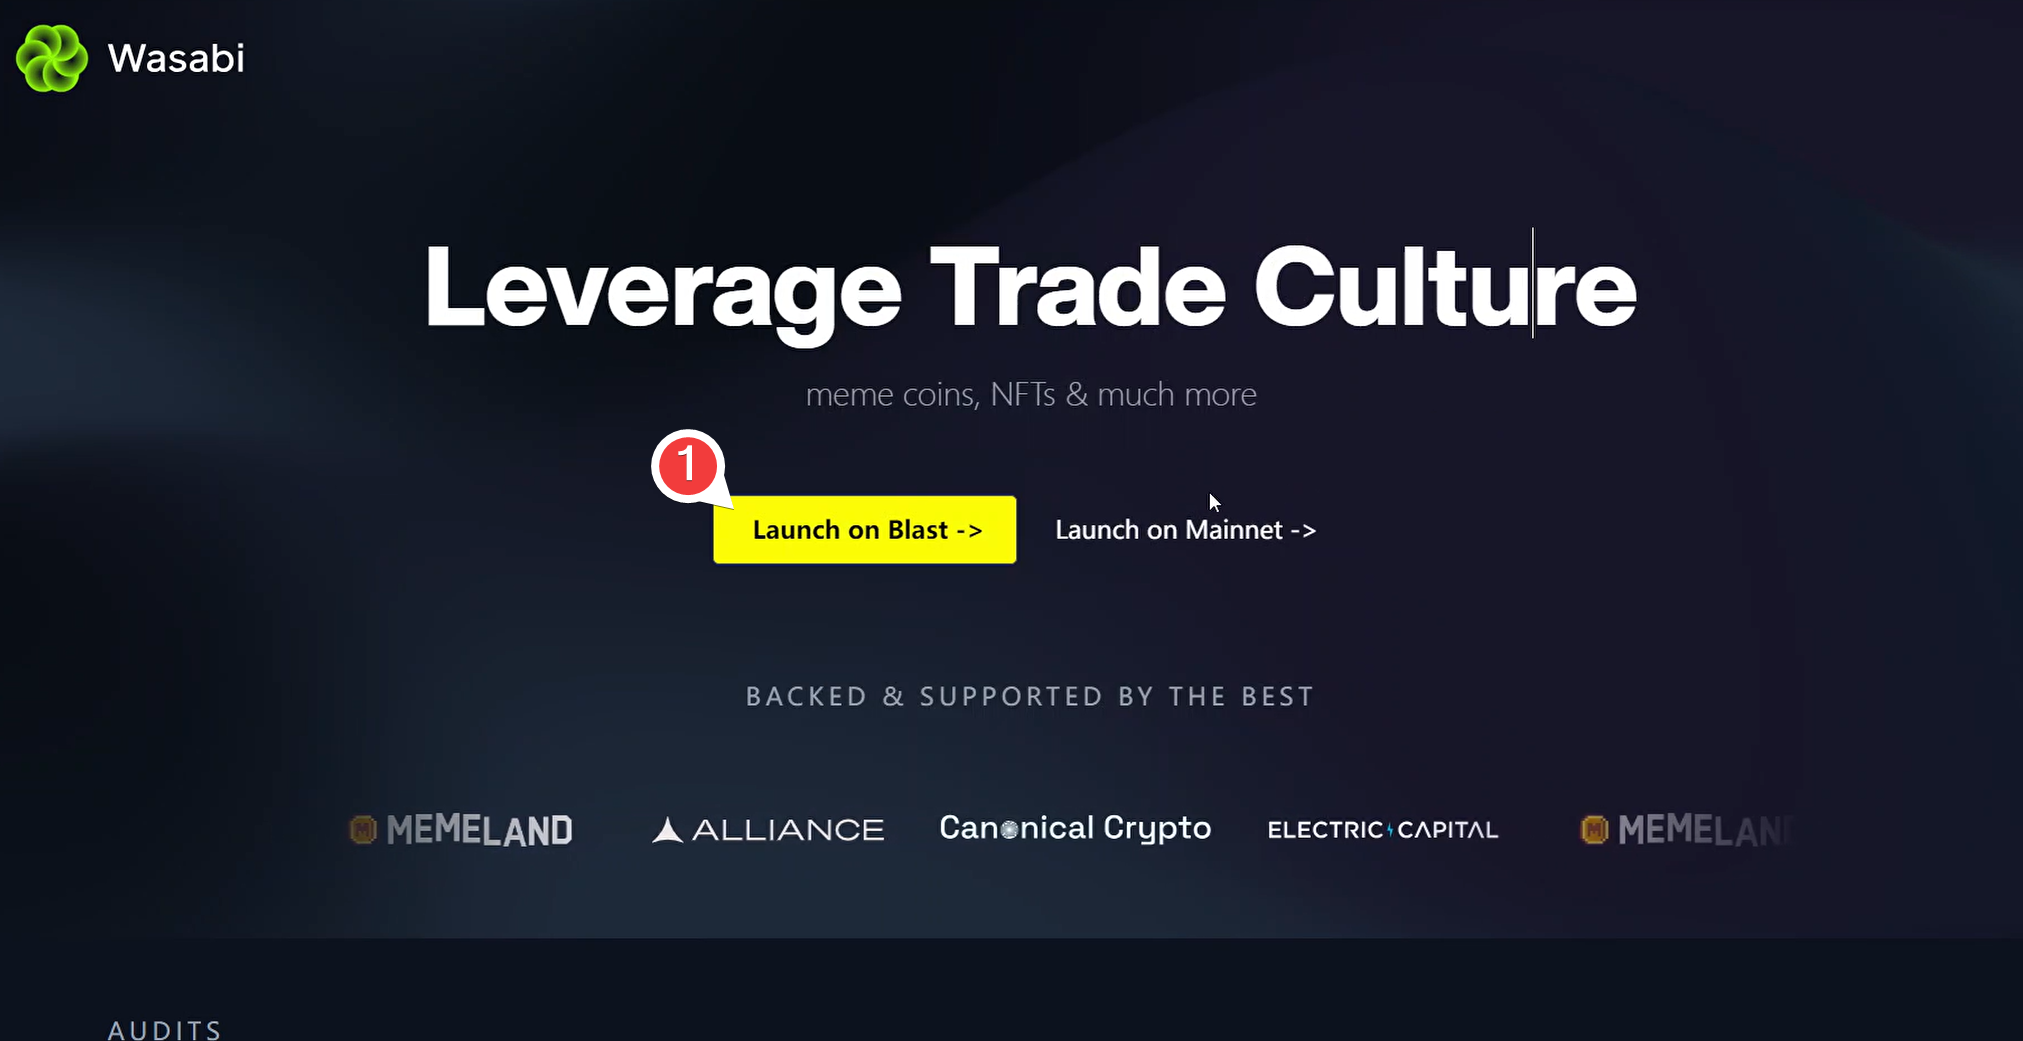 Wasabi
Leverage Trade Culture
meme coins, NFTs & much more
1
Launch on Blast -> Launch on Mainnet ->
BACKED & SUPPORTED BY THE BEST
MEMELAND ALLIANCE Canonical Crypto ELECTRIC CAPITAL MEMELAN
AUDITS